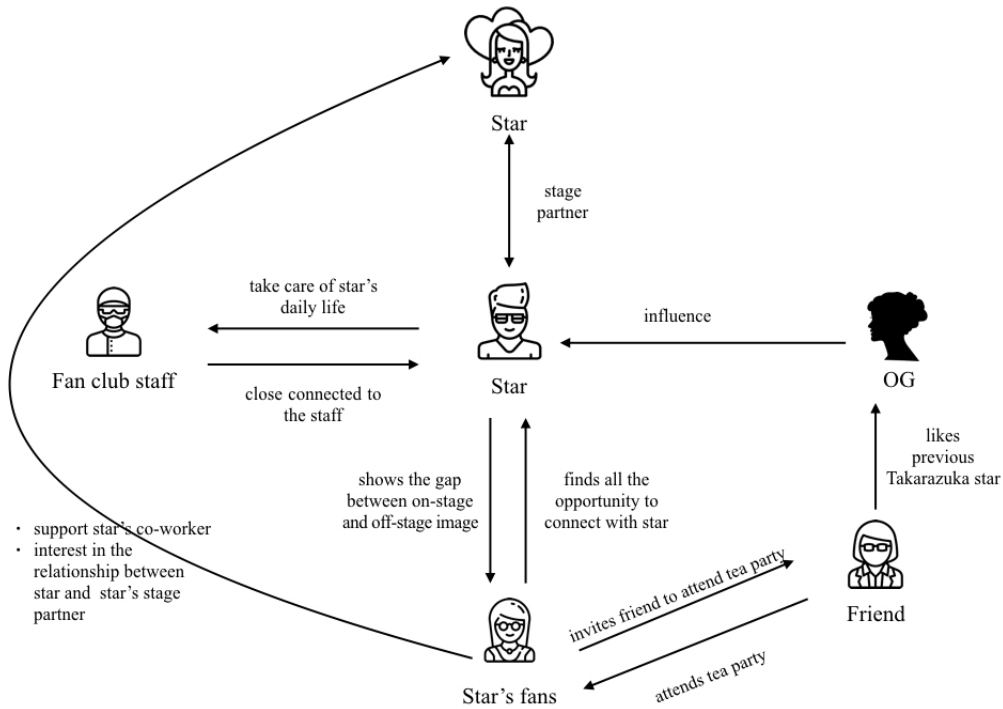 Star
stage
partner
take care of star's
daily life
influence
Fan club staff
Star
OG
close connected to
the staff
likes
previous
Takarazuka star
shows the gap
between on-stage
and off-stage image
finds all the
opportunity to
connect with star
・ support star's co-worker
・ interest in the
relationship between
star and star's stage
partner
invites friend to attend tea party
Friend
attends tea party
Star's fans